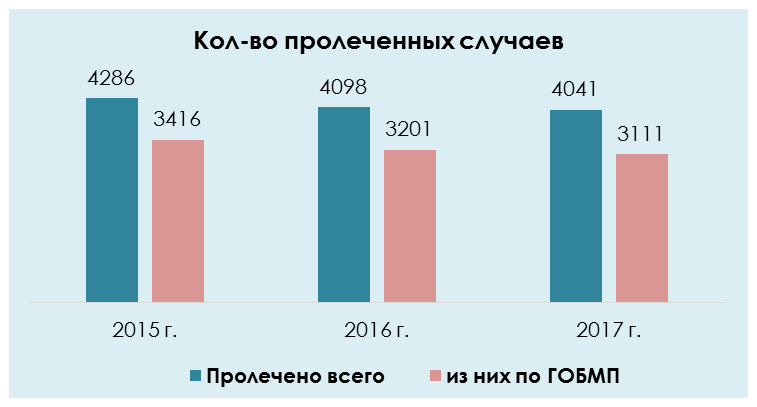 Кол-во пролеченных случаев
4286
3416
4098
3201
4041
3111
2015 г.
2016 г.
2017 г.
Пролечено всего
из них по ГОБМП